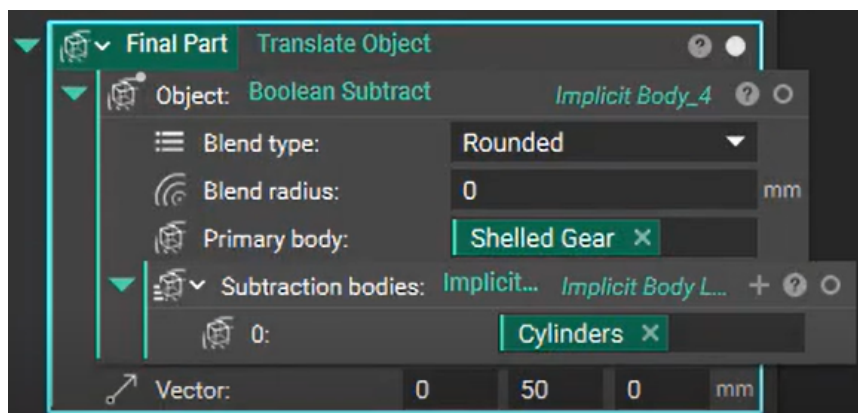 Final Part Translate Object ?
Object: Boolean Subtract Implicit Body_4 ?
Blend type: Rounded
Blend radius: 0 mm
Primary body: Shelled Gear ×
Subtraction bodies: Implicit... Implicit Body L... + ?
0: Cylinders ×
Vector: 0 50 0 mm